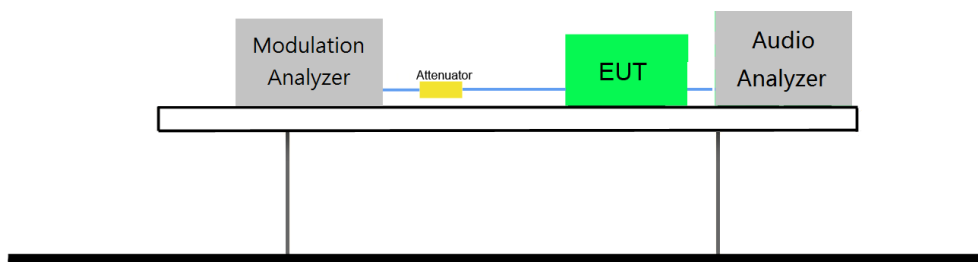 Modulation
Analyzer
Attenuator
EUT
Audio
Analyzer